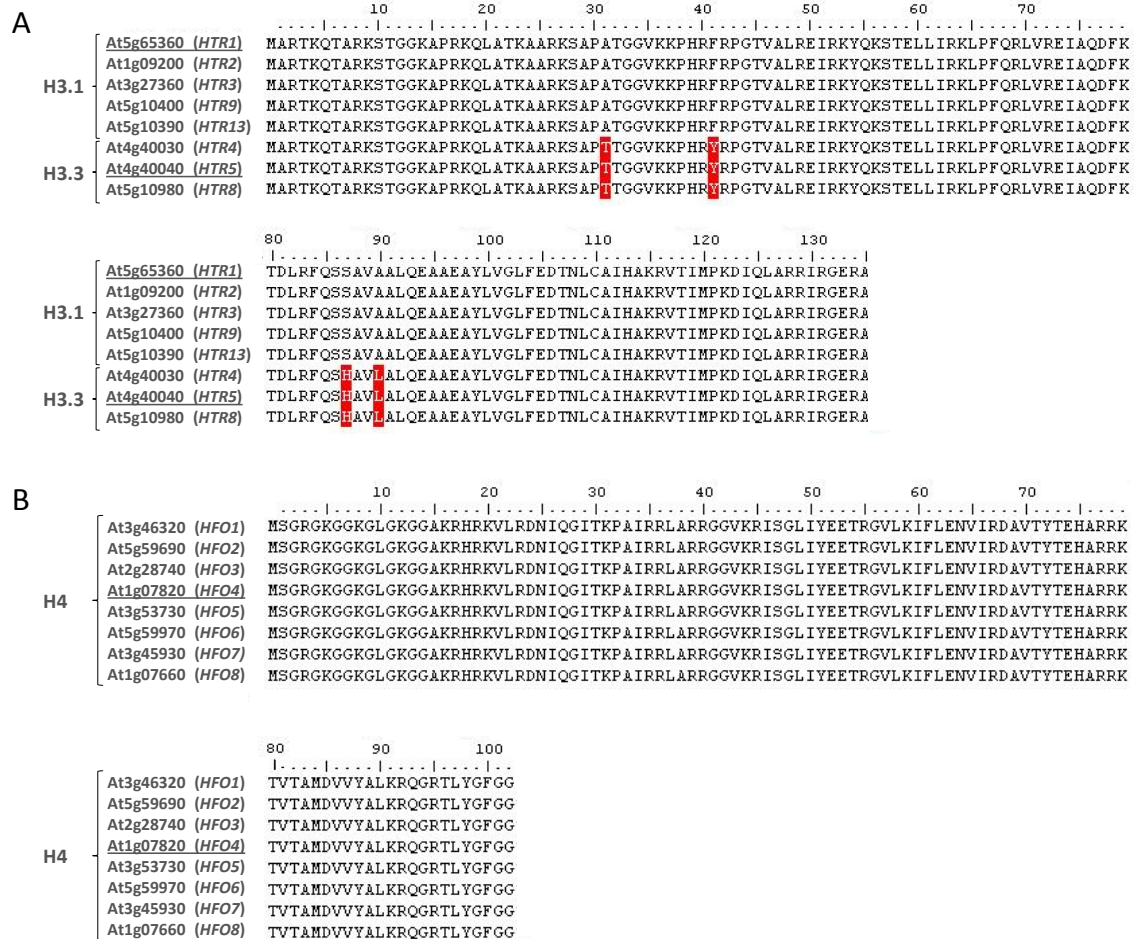 A
10 20 30 40 50 60 70
At5g65360 (HTR1) MARTKQTARKSTGGKAPRKQLATKAARKSAPATGGVKKPHRFRPGTVALREIRKYQKSTELLIRKLPFQRLVREIAQDFK
At1g09200 (HTR2) MARTKQTARKSTGGKAPRKQLATKAARKSAPATGGVKKPHRFRPGTVALREIRKYQKSTELLIRKLPFQRLVREIAQDFK
H3.1 At3g27360 (HTR3) MARTKQTARKSTGGKAPRKQLATKAARKSAPATGGVKKPHRFRPGTVALREIRKYQKSTELLIRKLPFQRLVREIAQDFK
At5g10400 (HTR9) MARTKQTARKSTGGKAPRKQLATKAARKSAPATGGVKKPHRFRPGTVALREIRKYQKSTELLIRKLPFQRLVREIAQDFK
At5g10390 (HTR13) MARTKQTARKSTGGKAPRKQLATKAARKSAPATGGVKKPHRFRPGTVALREIRKYQKSTELLIRKLPFQRLVREIAQDFK
At4g40030 (HTR4) MARTKQTARKSTGGKAPRKQLATKAARKSAPTTGGVKKPHRYRPGTVALREIRKYQKSTELLIRKLPFQRLVREIAQDFK
H3.3 At4g40040 (HTR5) MARTKQTARKSTGGKAPRKQLATKAARKSAPTTGGVKKPHRYRPGTVALREIRKYQKSTELLIRKLPFQRLVREIAQDFK
At5g10980 (HTR8) MARTKQTARKSTGGKAPRKQLATKAARKSAPTTGGVKKPHRYRPGTVALREIRKYQKSTELLIRKLPFQRLVREIAQDFK
80 90 100 110 120 130
At5g65360 (HTR1) TDLRFQSSAVAALQEAAEAYLVGLFEDTNLCAIHAKRVTIMPKDIQLARRIRGERA
At1g09200 (HTR2) TDLRFQSSAVAALQEAAEAYLVGLFEDTNLCAIHAKRVTIMPKDIQLARRIRGERA
H3.1 At3g27360 (HTR3) TDLRFQSSAVAALQEAAEAYLVGLFEDTNLCAIHAKRVTIMPKDIQLARRIRGERA
At5g10400 (HTR9) TDLRFQSSAVAALQEAAEAYLVGLFEDTNLCAIHAKRVTIMPKDIQLARRIRGERA
At5g10390 (HTR13) TDLRFQSSAVAALQEAAEAYLVGLFEDTNLCAIHAKRVTIMPKDIQLARRIRGERA
At4g40030 (HTR4) TDLRFQSHAVLALQEAAEAYLVGLFEDTNLCAIHAKRVTIMPKDIQLARRIRGERA
H3.3 At4g40040 (HTR5) TDLRFQSHAVLALQEAAEAYLVGLFEDTNLCAIHAKRVTIMPKDIQLARRIRGERA
At5g10980 (HTR8) TDLRFQSHAVLALQEAAEAYLVGLFEDTNLCAIHAKRVTIMPKDIQLARRIRGERA
B
10 20 30 40 50 60 70
At3g46320 (HFO1) MSGRGKGGKGLGKGGAKRHRKVLRDNIQGITKPAIRRLARRGGVKRISGLIYEETRGVLKIFLENVIRDAVTYTEHARRK
At5g59690 (HFO2) MSGRGKGGKGLGKGGAKRHRKVLRDNIQGITKPAIRRLARRGGVKRISGLIYEETRGVLKIFLENVIRDAVTYTEHARRK
At2g28740 (HFO3) MSGRGKGGKGLGKGGAKRHRKVLRDNIQGITKPAIRRLARRGGVKRISGLIYEETRGVLKIFLENVIRDAVTYTEHARRK
H4 At1g07820 (HFO4) MSGRGKGGKGLGKGGAKRHRKVLRDNIQGITKPAIRRLARRGGVKRISGLIYEETRGVLKIFLENVIRDAVTYTEHARRK
At3g53730 (HFO5) MSGRGKGGKGLGKGGAKRHRKVLRDNIQGITKPAIRRLARRGGVKRISGLIYEETRGVLKIFLENVIRDAVTYTEHARRK
At5g59970 (HFO6) MSGRGKGGKGLGKGGAKRHRKVLRDNIQGITKPAIRRLARRGGVKRISGLIYEETRGVLKIFLENVIRDAVTYTEHARRK
At3g45930 (HFO7) MSGRGKGGKGLGKGGAKRHRKVLRDNIQGITKPAIRRLARRGGVKRISGLIYEETRGVLKIFLENVIRDAVTYTEHARRK
At1g07660 (HFO8) MSGRGKGGKGLGKGGAKRHRKVLRDNIQGITKPAIRRLARRGGVKRISGLIYEETRGVLKIFLENVIRDAVTYTEHARRK
80 90 100
At3g46320 (HFO1) TVTAMDVVYALKRQGRTLYGFGG
At5g59690 (HFO2) TVTAMDVVYALKRQGRTLYGFGG
At2g28740 (HFO3) TVTAMDVVYALKRQGRTLYGFGG
H4 At1g07820 (HFO4) TVTAMDVVYALKRQGRTLYGFGG
At3g53730 (HFO5) TVTAMDVVYALKRQGRTLYGFGG
At5g59970 (HFO6) TVTAMDVVYALKRQGRTLYGFGG
At3g45930 (HFO7) TVTAMDVVYALKRQGRTLYGFGG
At1g07660 (HFO8) TVTAMDVVYALKRQGRTLYGFGG